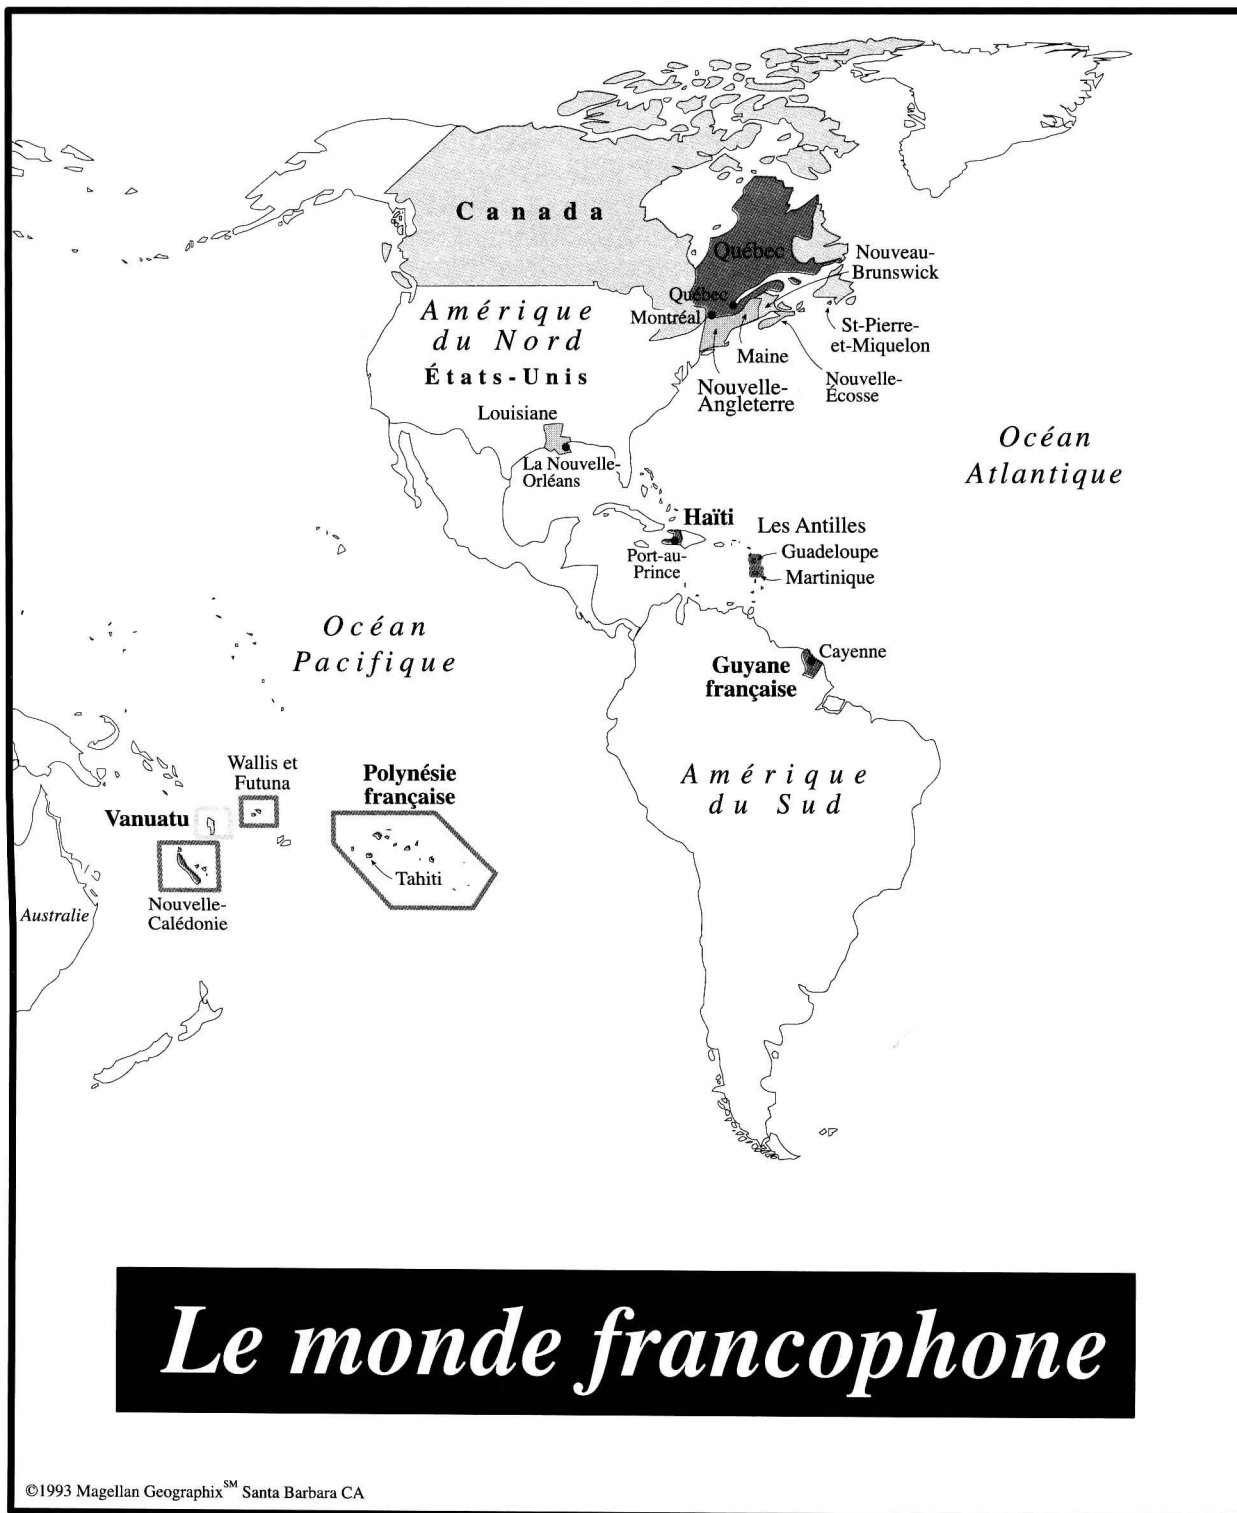 Canada
Québec
Nouveau-
Brunswick
Québec
Montréal
St-Pierre-
et-Miquelon
Maine
Nouvelle-
Écosse
Nouvelle-
Angleterre
Amérique
du Nord
États-Unis
Louisiane
La Nouvelle-
Orléans
Océan
Atlantique
Haïti
Port-au-
Prince
Les Antilles
Guadeloupe
Martinique
Océan
Pacifique
Cayenne
Guyane
française
Amérique
du Sud
Wallis et
Futuna
Polynésie
française
Vanuatu
Tahiti
Nouvelle-
Calédonie
Australie
Le monde francophone
©1993 Magellan Geographix SM Santa Barbara CA